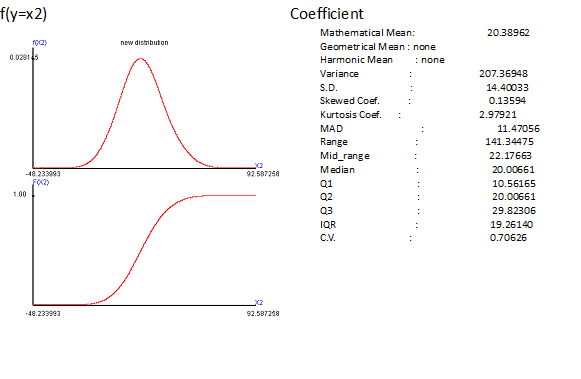 f(y=x2)
new distribution
f(X2)
0.028145
X2
-48.233993
92.587258
F(X2)
1.00
X2
-48.233993
92.587258
Coefficient
Mathematical Mean: 20.38962
Geometrical Mean : none
Harmonic Mean : none
Variance : 207.36948
S.D. : 14.40033
Skewed Coef. : 0.13594
Kurtosis Coef. : 2.97921
MAD : 11.47056
Range : 141.34475
Mid_range : 22.17663
Median : 20.00661
Q1 : 10.56165
Q2 : 20.00661
Q3 : 29.82306
IQR : 19.26140
C.V. : 0.70626